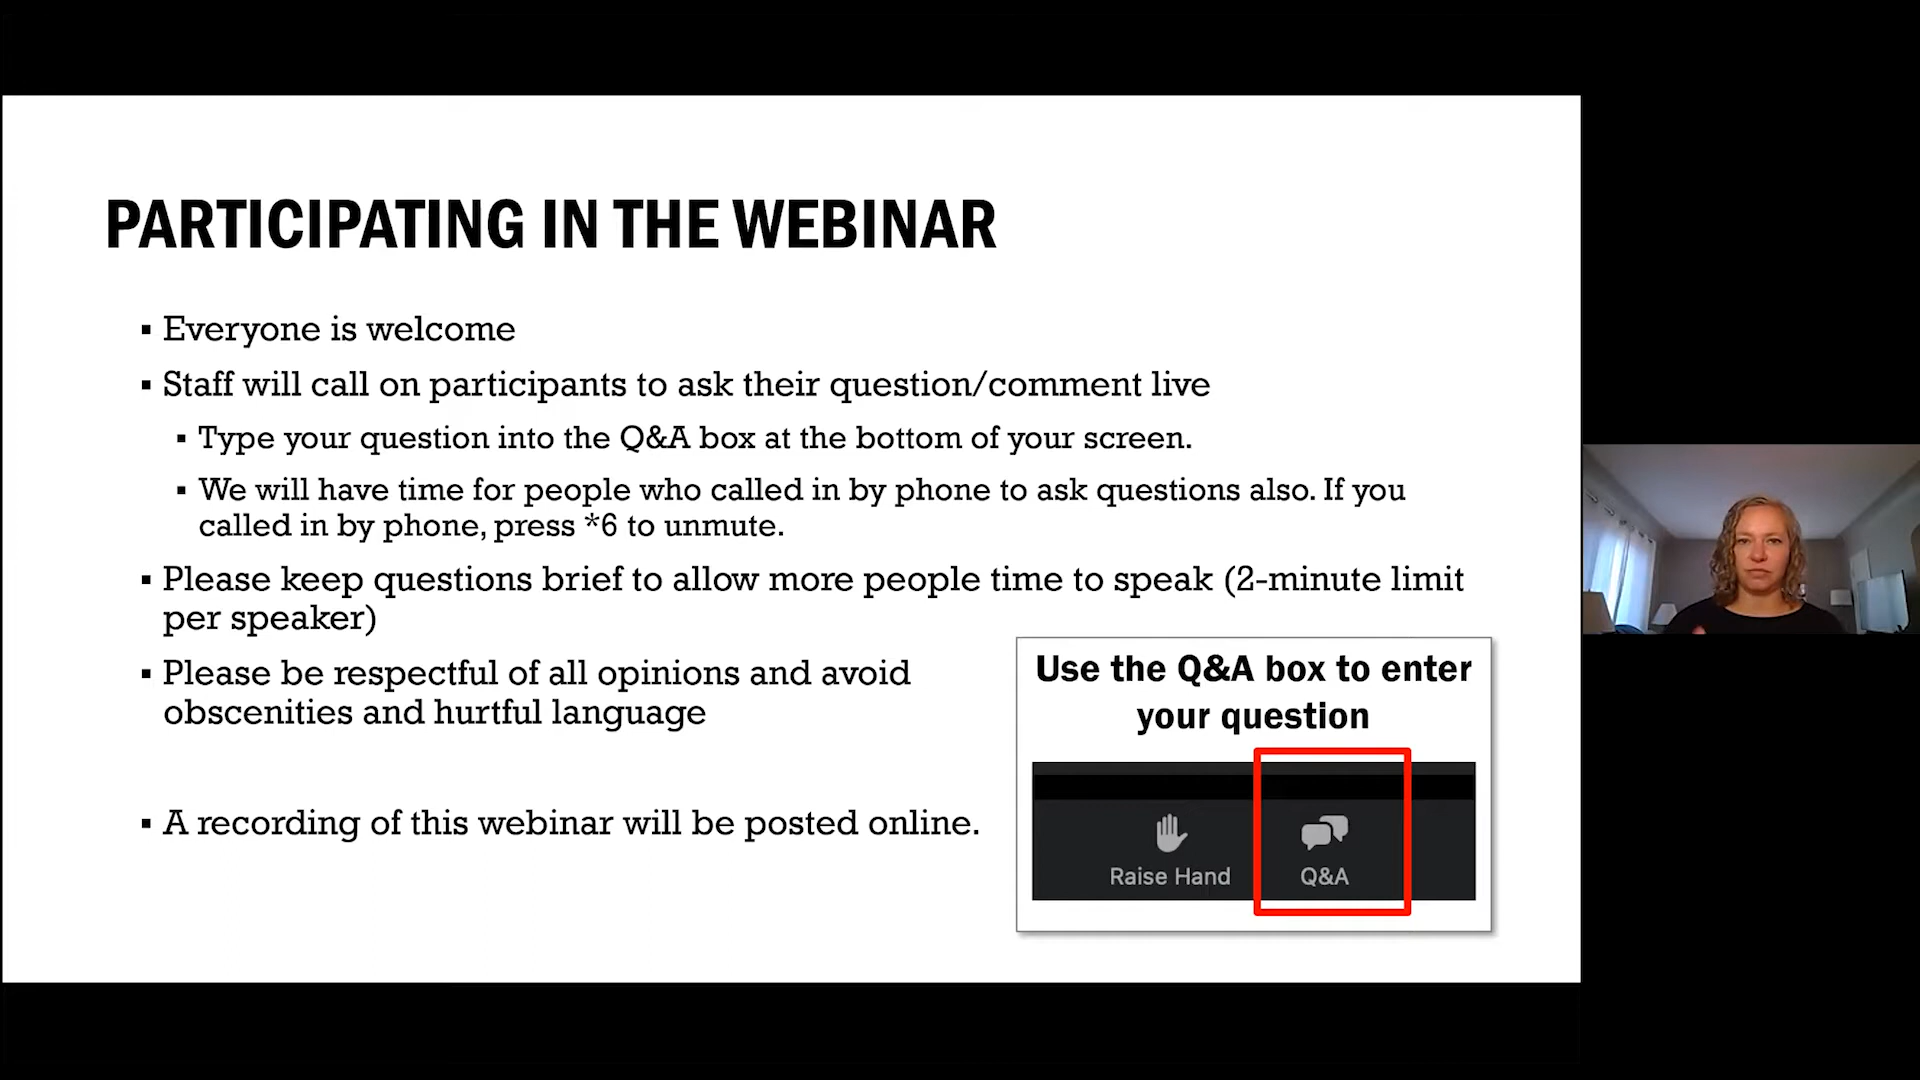 PARTICIPATING IN THE WEBINAR
▪ Everyone is welcome
▪ Staff will call on participants to ask their question/comment live
▪ Type your question into the Q&A box at the bottom of your screen.
▪ We will have time for people who called in by phone to ask questions also. If you
called in by phone, press *6 to unmute.
▪ Please keep questions brief to allow more people time to speak (2-minute limit
per speaker)
▪ Please be respectful of all opinions and avoid
obscenities and hurtful language
▪ A recording of this webinar will be posted online.
Use the Q&A box to enter
your question
Raise Hand
Q&A